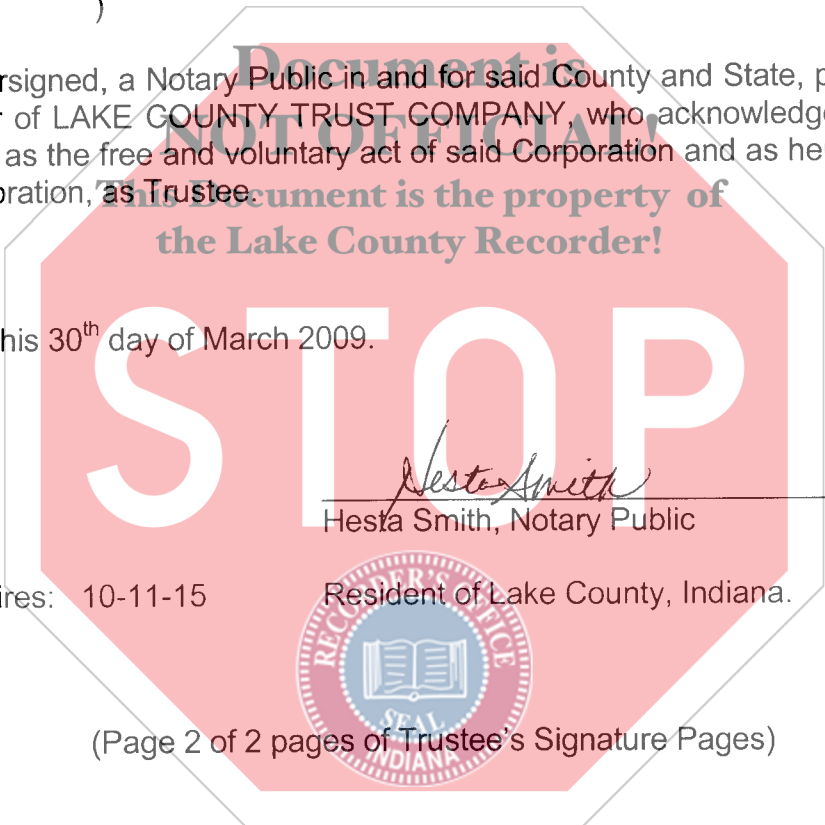 )
Document is
rsigned, a Notary Public in and for said County and State, p
NOT OFFICIAL!
r of LAKE COUNTY TRUST COMPANY, who acknowledge
as the free and voluntary act of said Corporation and as he
This Document is the property of
oration, as Trustee.
the Lake County Recorder!
STOP
his 30th day of March 2009.
Hesta Smith
Hesta Smith, Notary Public
ires: 10-11-15 Resident of Lake County, Indiana.
RECORDER'S OFFICE
SEAL
INDIANA
(Page 2 of 2 pages of Trustee's Signature Pages)